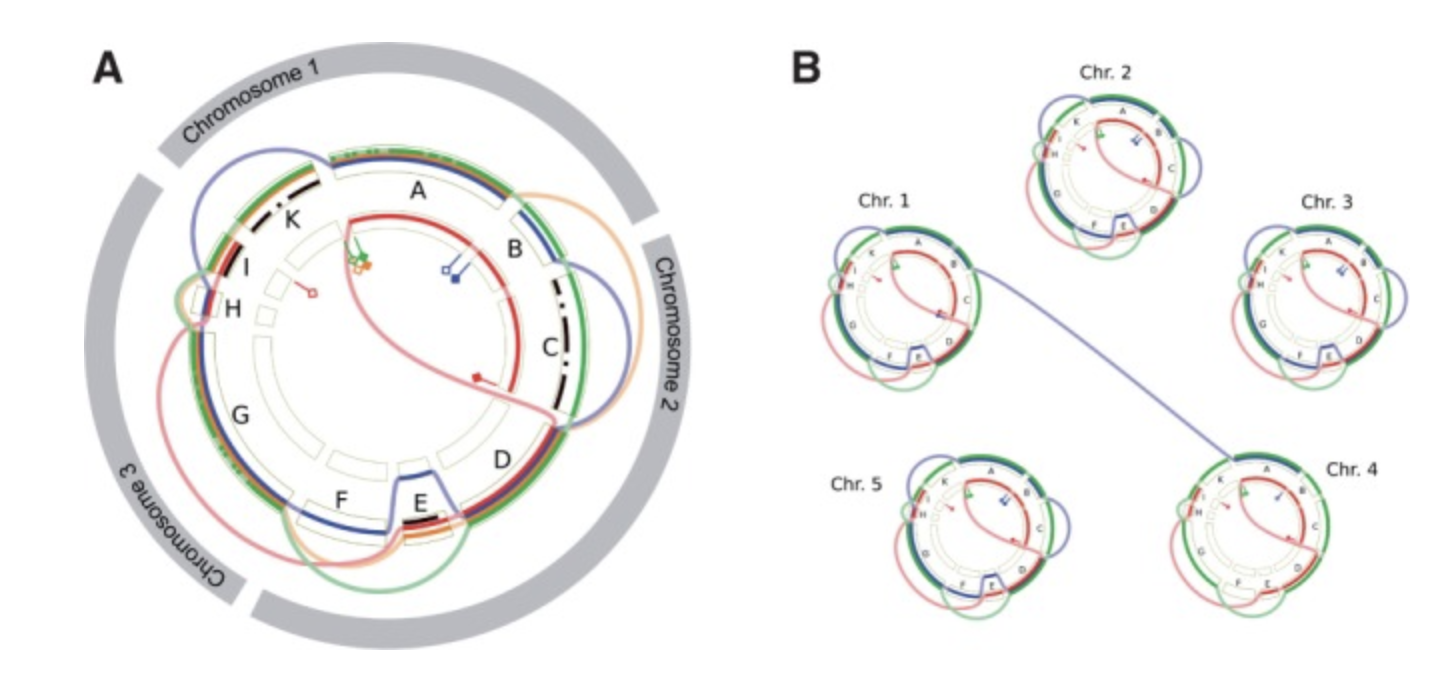 A
Chromosome 1
Chromosome 2
Chromosome 3
A
B
C
D
E
F
G
H
I
K
B
Chr. 2
A
B
C
D
E
F
G
H
I
K
Chr. 1
A
B
C
D
E
F
G
H
I
K
Chr. 3
A
B
C
D
E
F
G
H
I
K
Chr. 5
A
B
C
D
E
F
G
H
I
K
Chr. 4
A
B
C
D
E
F
G
H
I
K